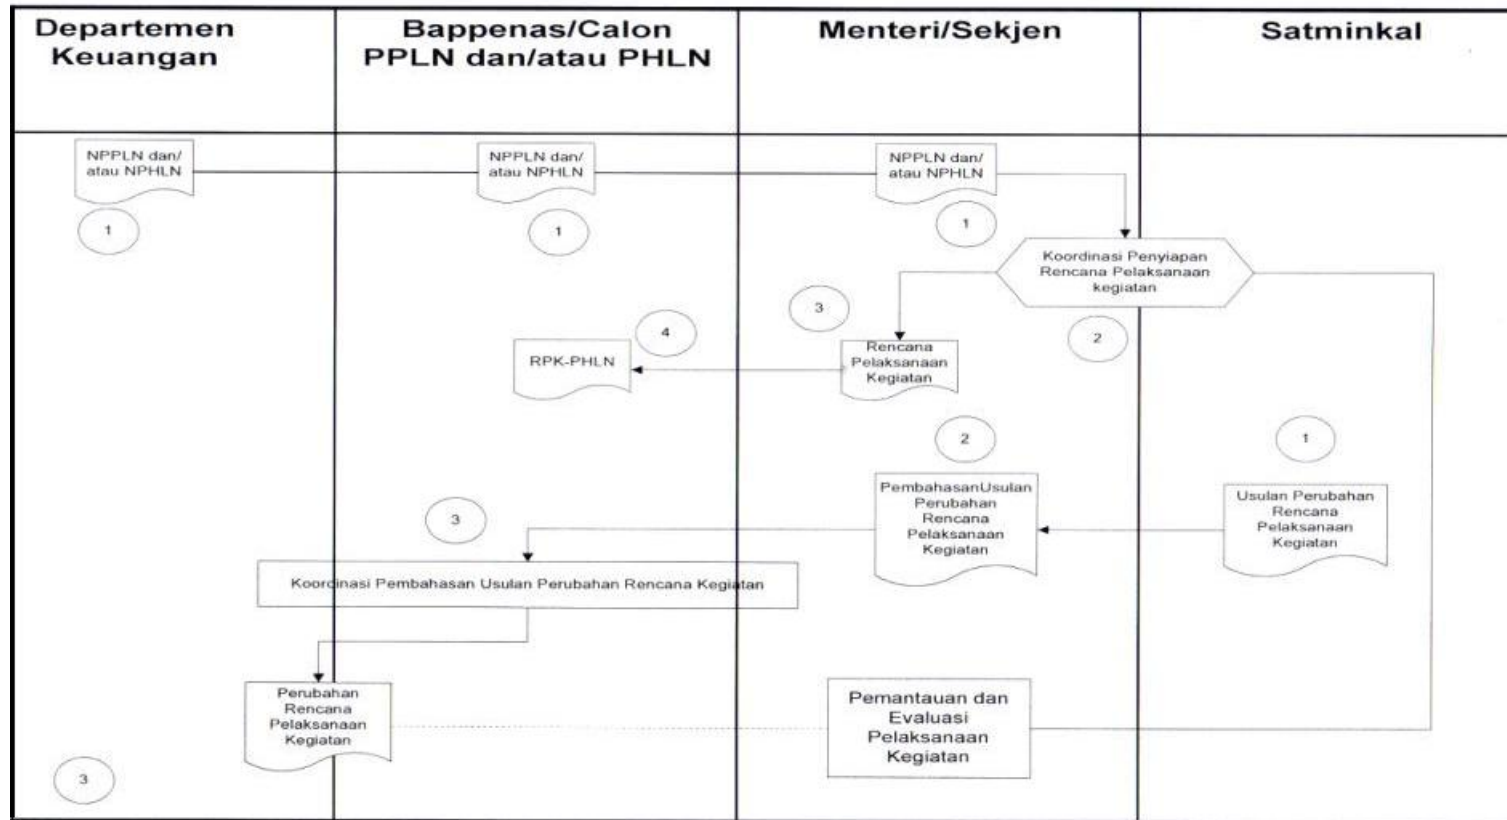 Departemen
Keuangan
Bappenas/Calon
PPLN dan/atau PHLN
Menteri/Sekjen
Satminkal
NPPLN dan/
atau NPHLN
NPPLN dan/
atau NPHLN
NPPLN dan/
atau NPHLN
1
1
1
Koordinasi Penyiapan
Rencana Pelaksanaan
kegiatan
3
2
4
RPK-PHLN
Rencana
Pelaksanaan
Kegiatan
2
1
PembahasanUsulan
Perubahan
Rencana
Pelaksanaan
Kegiatan
Usulan Perubahan
Rencana
Pelaksanaan
Kegiatan
3
Koordinasi Pembahasan Usulan Perubahan Rencana Kegiatan
Perubahan
Rencana
Pelaksanaan
Kegiatan
Pemantauan dan
Evaluasi
Pelaksanaan
Kegiatan
3